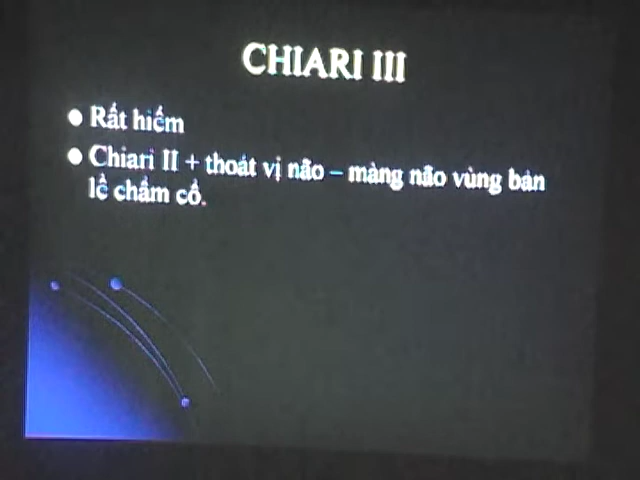 CHIARI III
Rất hiếm
Chiari II + thoát vị não – màng não vùng bản
lề chẩm cổ.